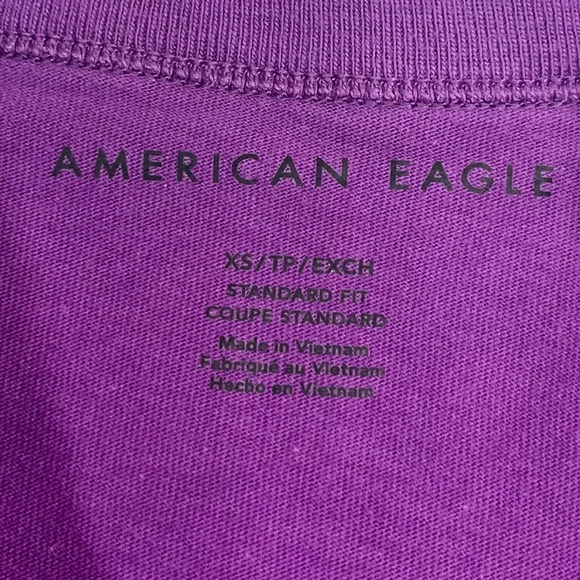 AMERICAN EAGLE
XS/TP/EXCH
STANDARD FIT
COUPE STANDARD
Made in Vietnam
Fabriqué au Vietnam
Hecho en Vietnam